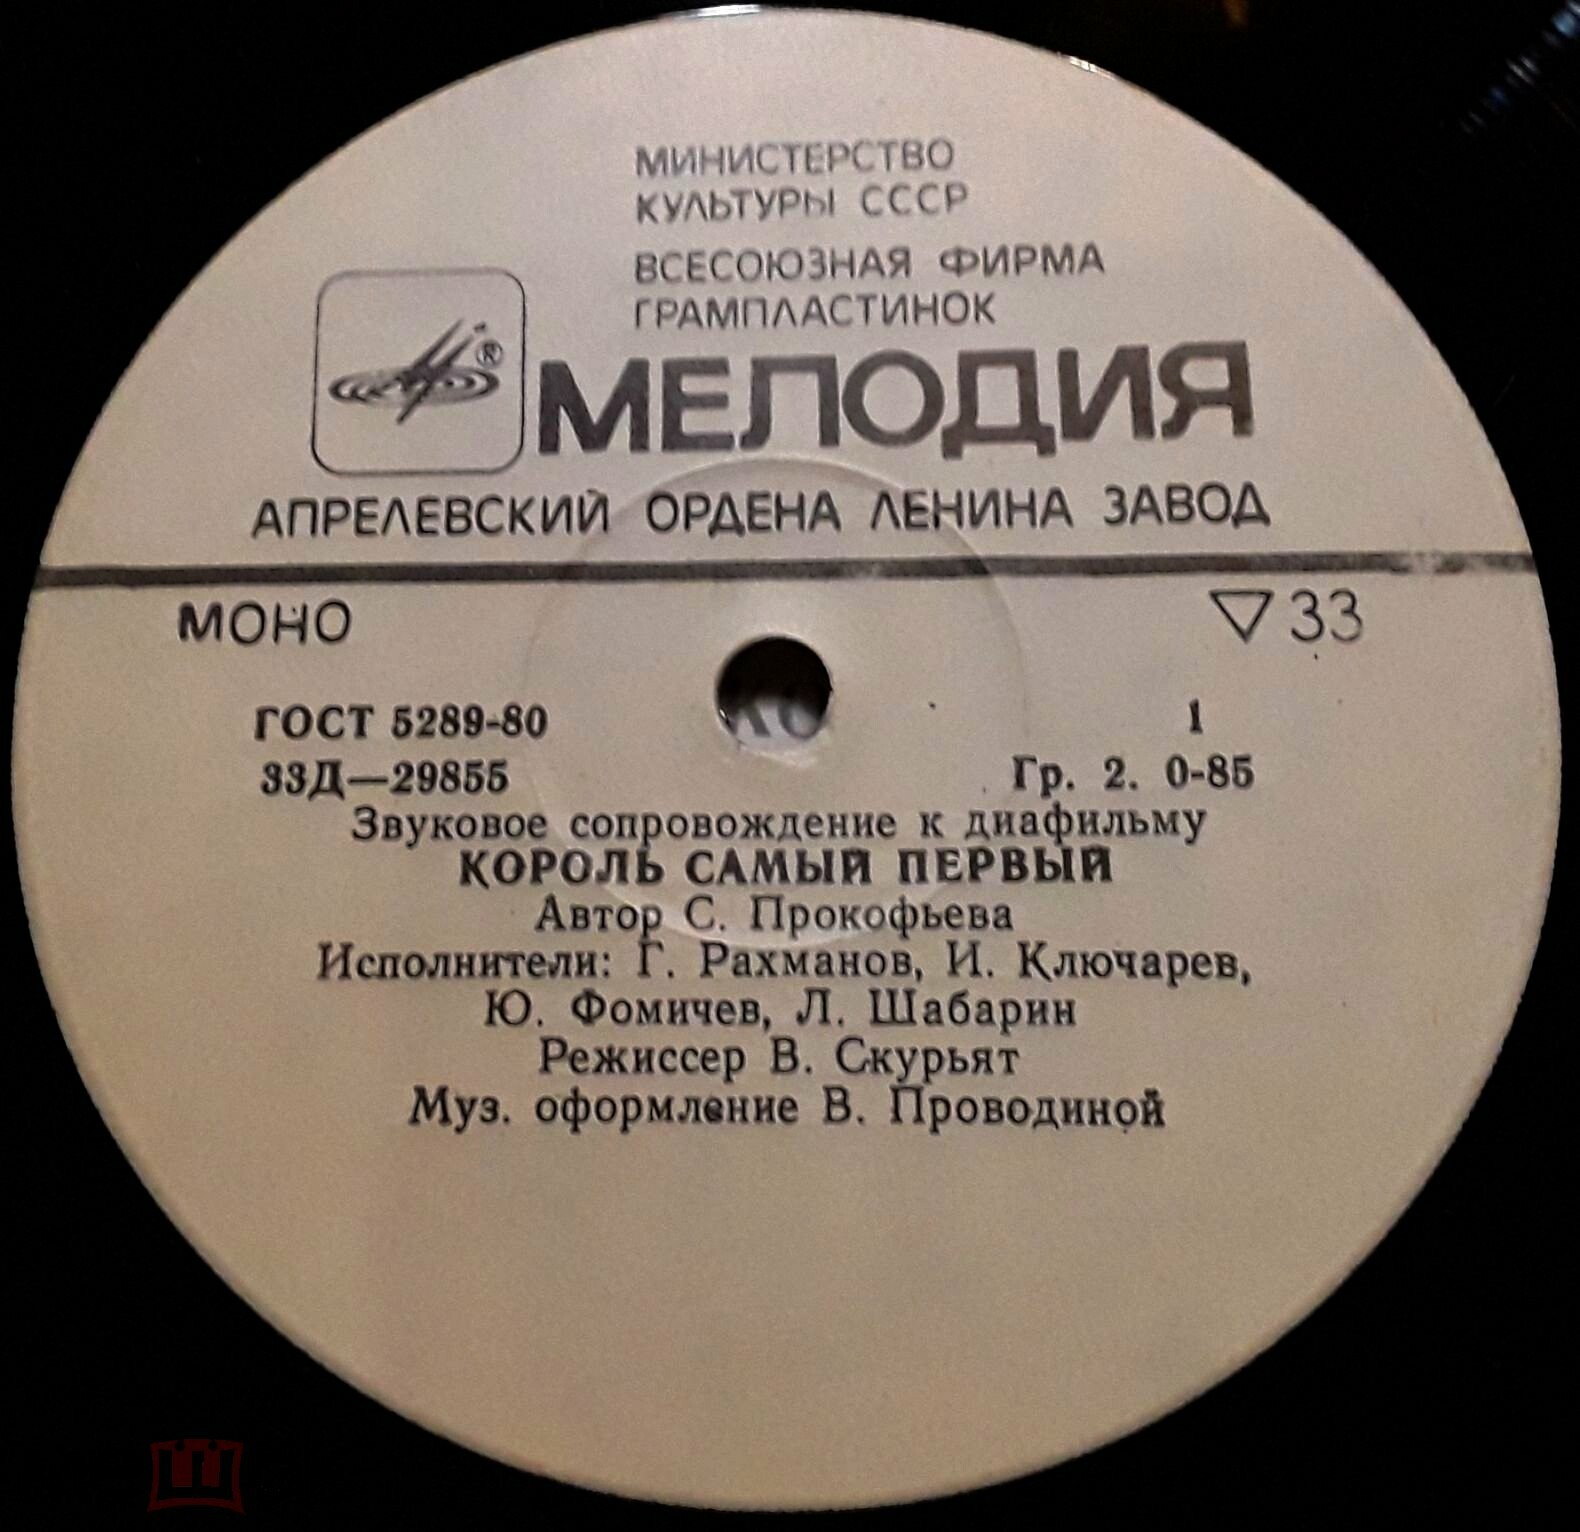 МИНИСТЕРСТВО
КУЛЬТУРЫ СССР
ВСЕСОЮЗНАЯ ФИРМА
ГРАМПЛАСТИНОК
®
МЕЛОДИЯ
АПРЕЛЕВСКИЙ ОРДЕНА ЛЕНИНА ЗАВОД
МОНО ▽ 33
ГОСТ 5289-80 1
33Д—29855 Гр. 2. 0-85
Звуковое сопровождение к диафильму
КОРОЛЬ САМЫЙ ПЕРВЫЙ
Автор С. Прокофьева
Исполнители: Г. Рахманов, И. Ключарев,
Ю. Фомичев, Л. Шабарин
Режиссер В. Скурьят
Муз. оформление В. Проводиной